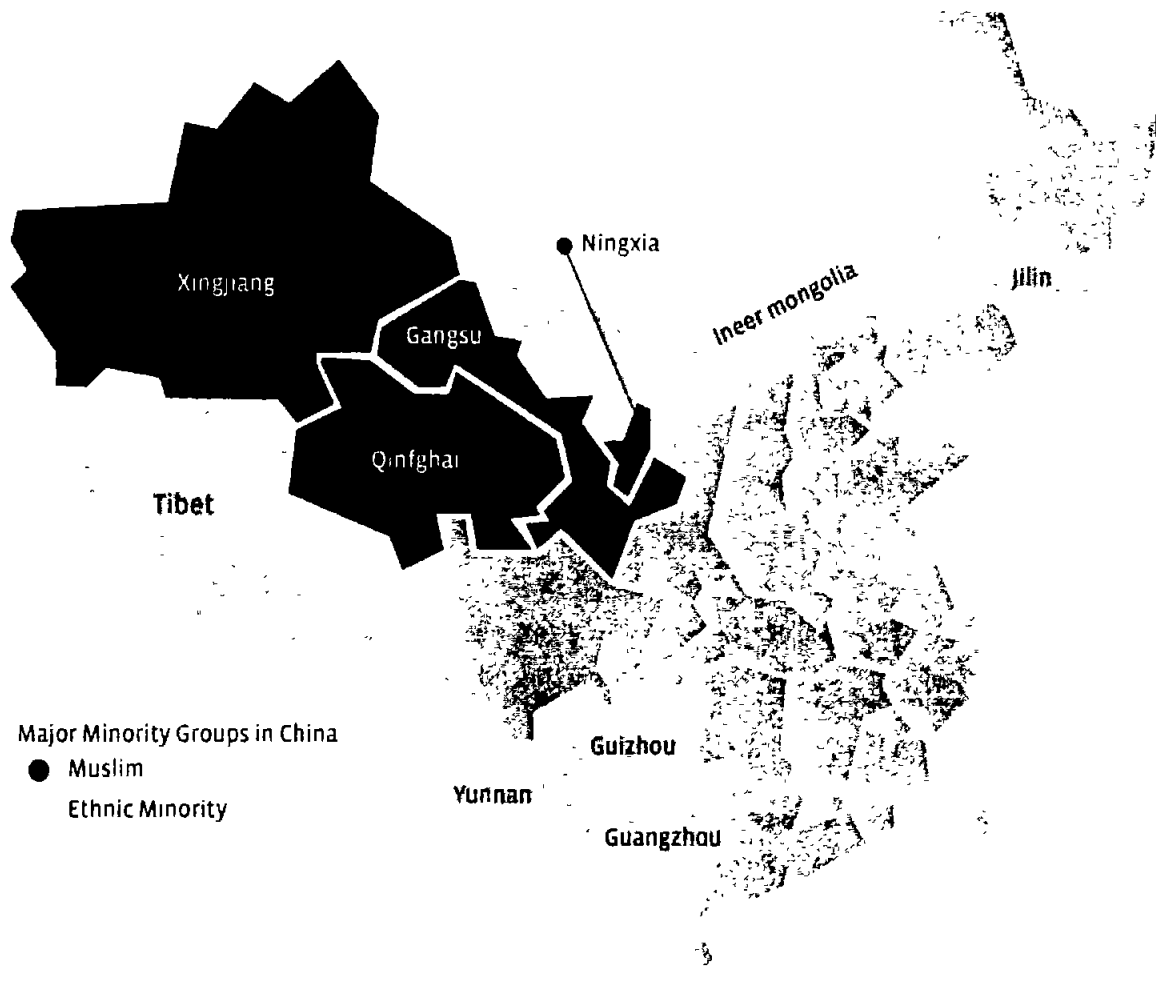 Ningxia
Xingjiang
Ineer mongolia
Jilin
Gangsu
Qinfghai
Tibet
Major Minority Groups in China
Muslim
Ethnic Minority
Guizhou
Yunnan
Guangzhou